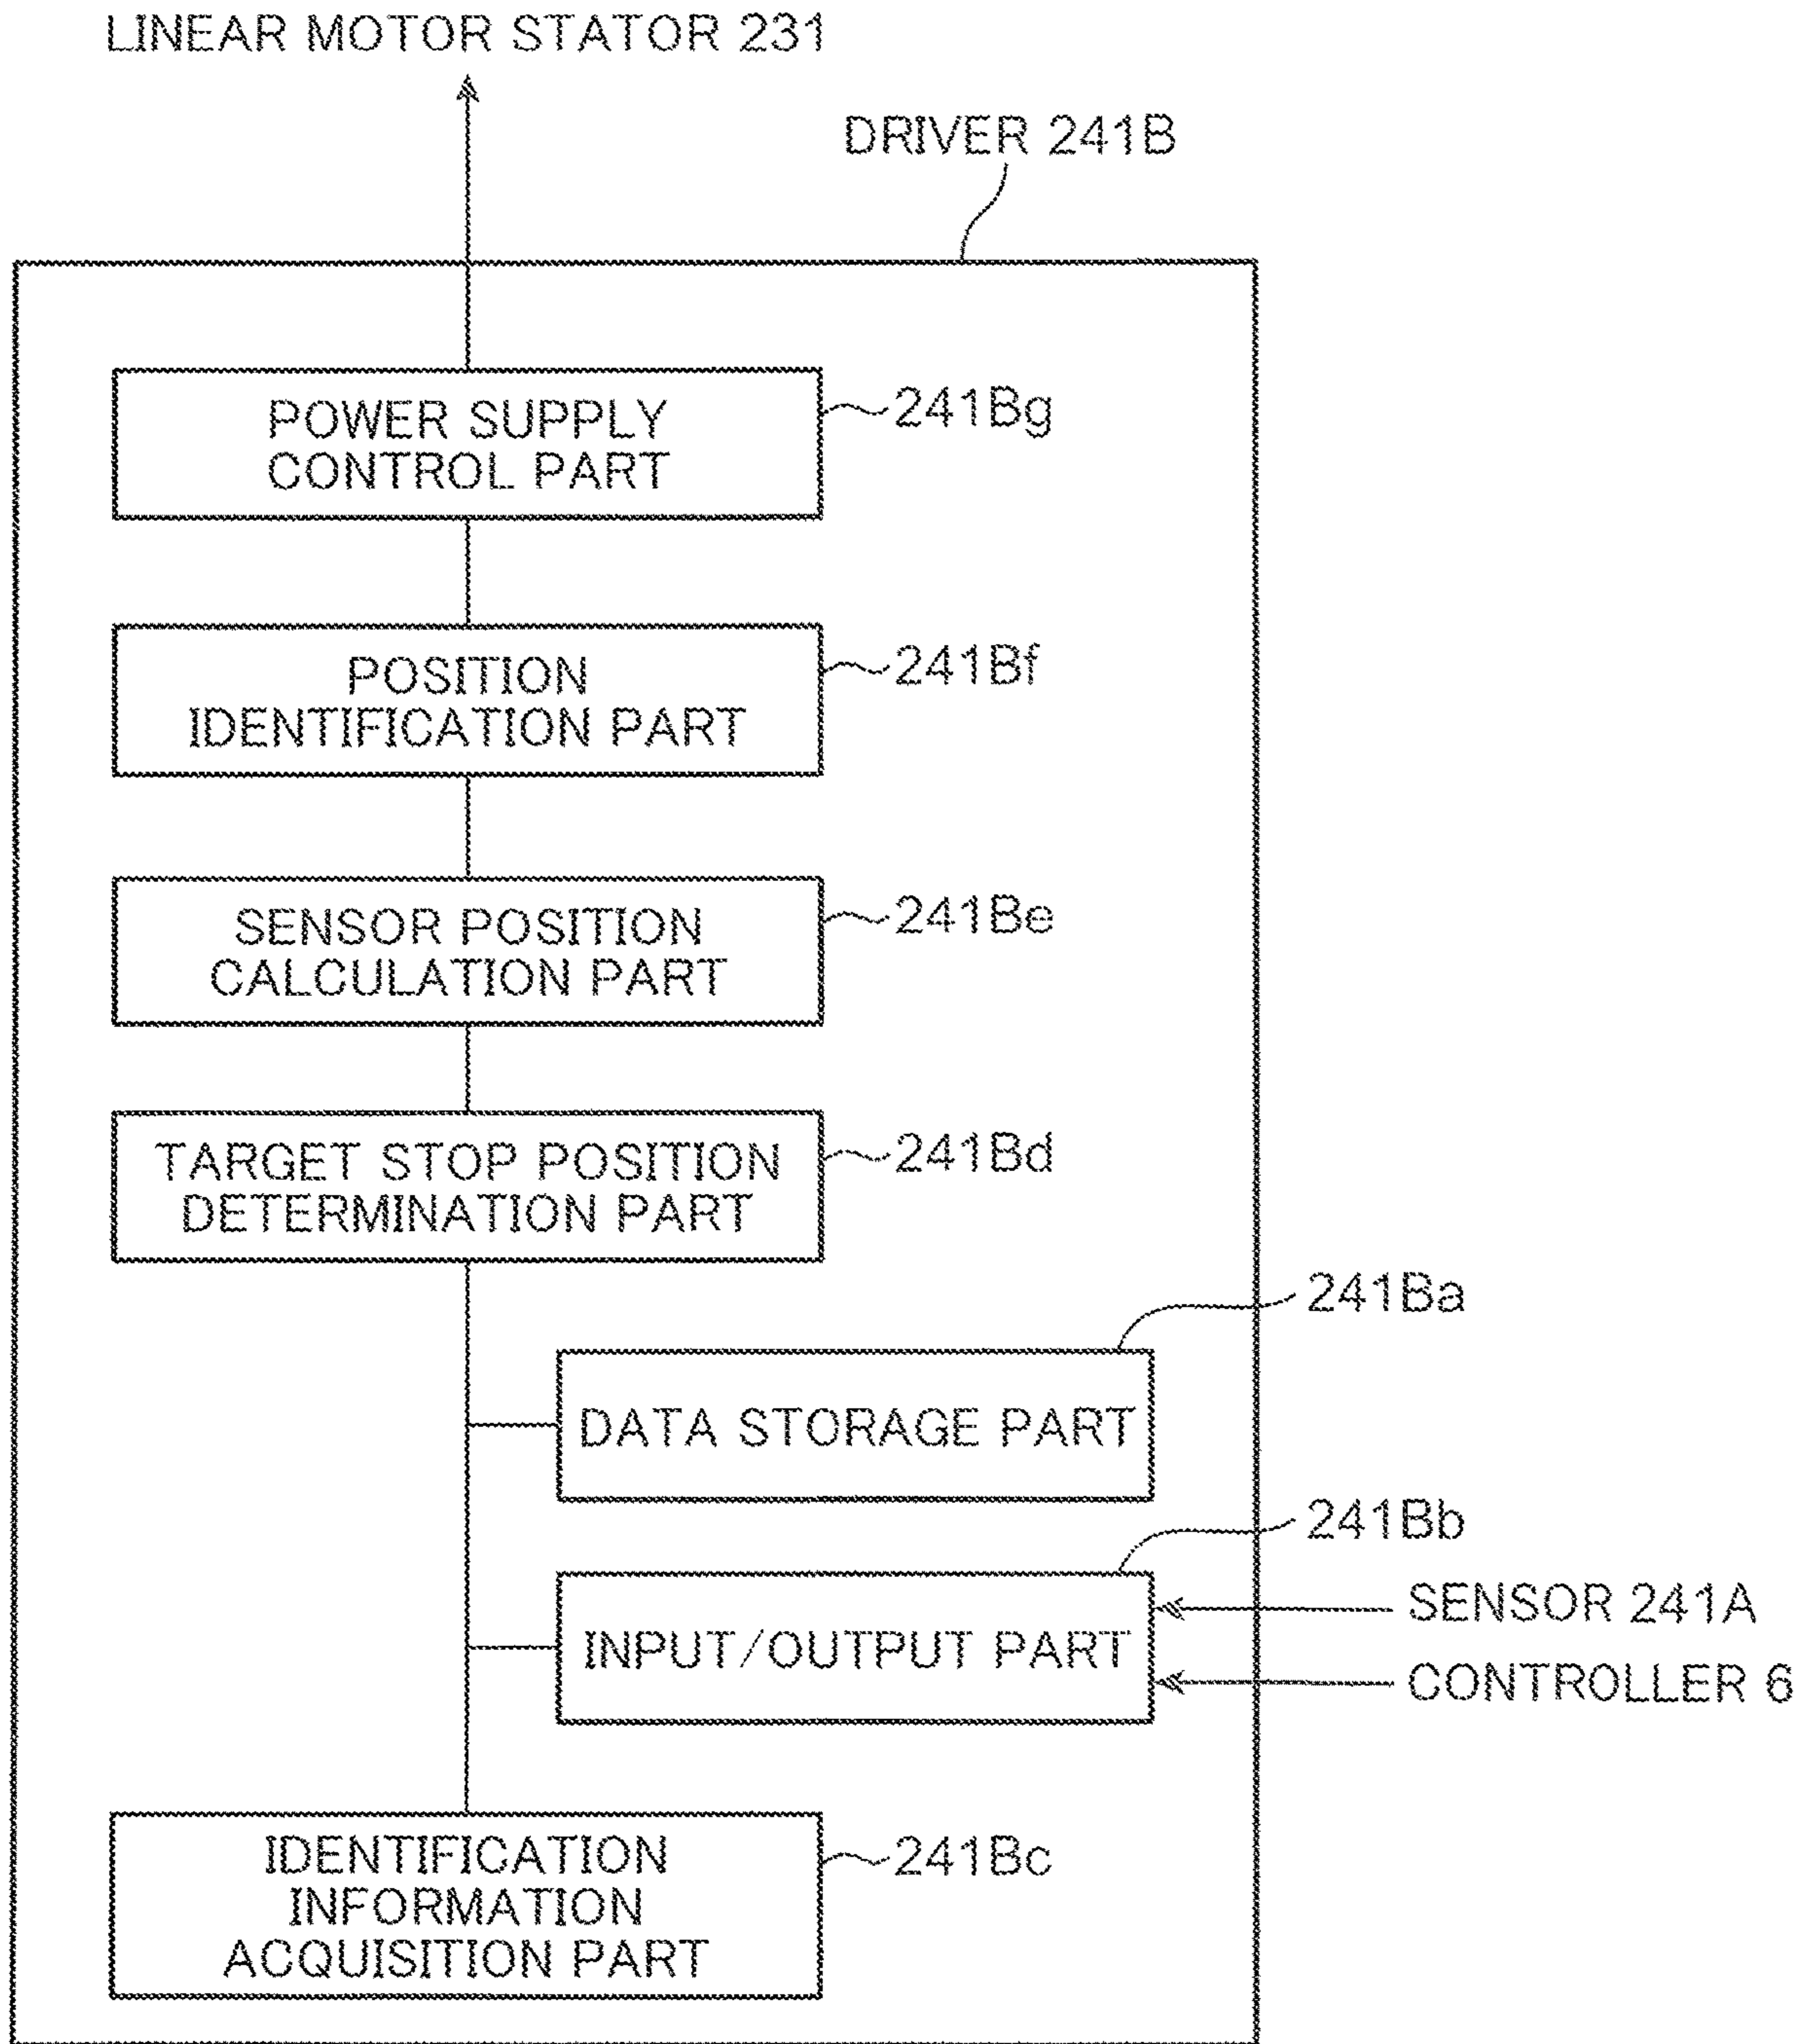 LINEAR MOTOR STATOR 231
DRIVER 241B
POWER SUPPLY
CONTROL PART
241Bg
POSITION
IDENTIFICATION PART
241Bf
SENSOR POSITION
CALCULATION PART
241Be
TARGET STOP POSITION
DETERMINATION PART
241Bd
241Ba
DATA STORAGE PART
241Bb
INPUT/OUTPUT PART
SENSOR 241A
CONTROLLER 6
IDENTIFICATION
INFORMATION
ACQUISITION PART
241Bc